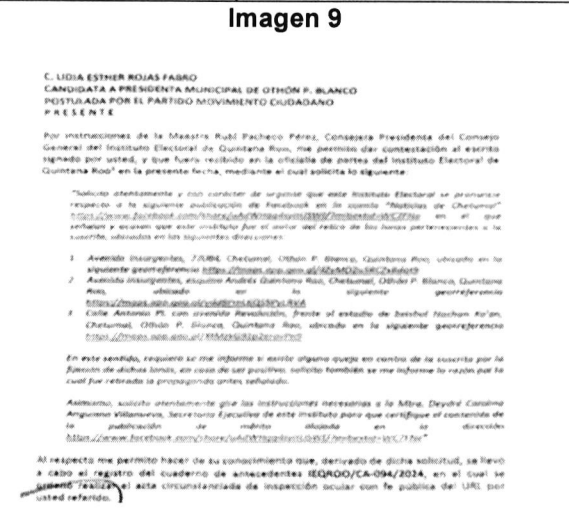 Imagen 9
C. LIDIA ESTHER ROJAS FABRO
CANDIDATA A PRESIDENTA MUNICIPAL DE OTHÓN P. BLANCO
POSTULADA POR EL PARTIDO MOVIMIENTO CIUDADANO
P R E S E N T E
Por instrucciones de la Maestra Rubí Pacheco Pérez, Consejera Presidenta del Consejo
General del Instituto Electoral de Quintana Roo, me permito dar contestación al escrito
signado por usted, y que fuera recibido en la oficialía de partes del Instituto Electoral de
Quintana Roo¹ en la presente fecha, mediante el cual solicita lo siguiente:
"Solicito atentamente y con carácter de urgente que este Instituto Electoral se pronuncie
respecto a la siguiente publicación de Facebook en la cuenta "Noticias de Chetumal"
en el que
señalan y acusan que este instituto fue el autor del retiro de las lonas pertenecientes a la
suscrita, ubicadas en las siguientes direcciones:
1. Avenida Insurgentes, 77084, Chetumal, Othón P. Blanco, Quintana Roo, ubicado en la
siguiente georreferencia
2. Avenida Insurgentes, esquina Andrés Quintana Roo, Chetumal, Othón P. Blanco, Quintana
Roo, ubicado en la siguiente georreferencia
3. Calle Antonio Pl. con avenida Revolución, frente al estadio de beisbol Nachan Ka'an,
Chetumal, Othón P. Blanco, Quintana Roo, ubicado en la siguiente georreferencia
En este sentido, requiero se me informe si existe alguna queja en contra de la suscrita por la
fijación de dichas lonas, en caso de ser positivo, solicito también se me informe la razón por la
cual fue retirada la propaganda antes señalada.
Asimismo, solicito atentamente gire las instrucciones necesarias a la Mtra. Deydré Carolina
Anguiano Villanueva, Secretaria Ejecutiva de este instituto para que certifique el contenido de
la publicación de mérito alojada en la dirección
Al respecto me permito hacer de su conocimiento que, derivado de dicha solicitud, se llevó
a cabo el registro del cuaderno de antecedentes IEQROO/CA-094/2024, en el cual se
ordenó realizar el acta circunstanciada de inspección ocular con fe pública del URL por
usted referido.